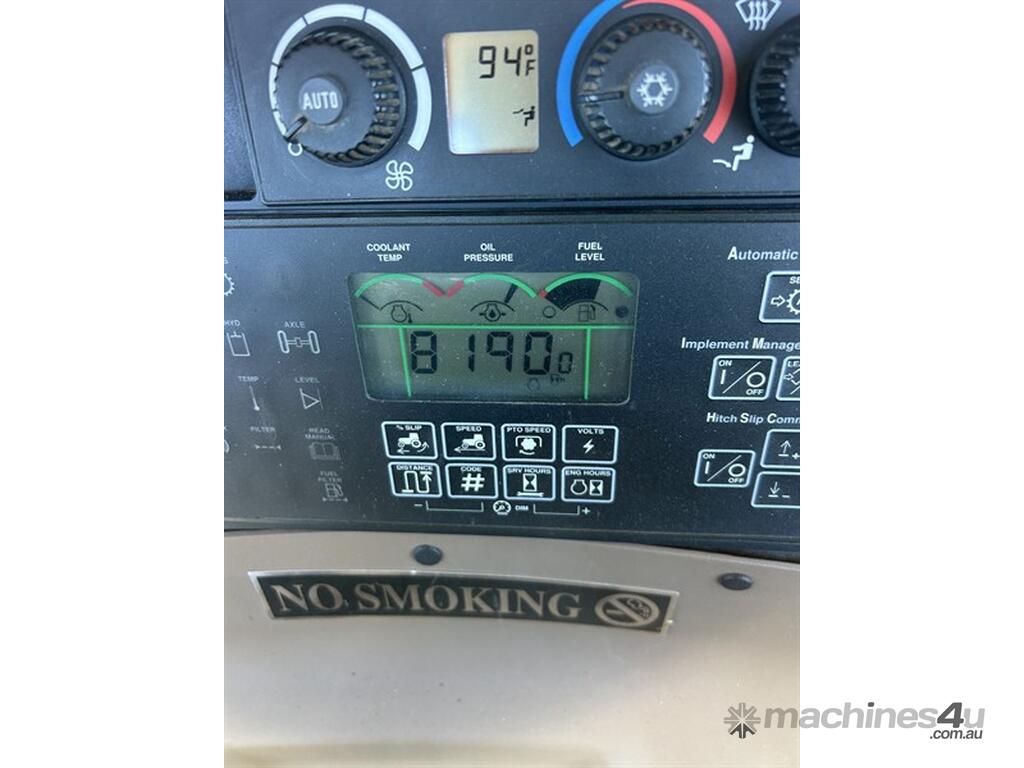 94°F
AUTO
COOLANT TEMP
OIL PRESSURE
FUEL LEVEL
Automatic
HYD
AXLE
81900
Implement Manage
ON
OFF
TEMP
LEVEL
Hitch Slip Comm
FILTER
READ MANUAL
% SLIP
SPEED
PTO SPEED
VOLTS
ON
OFF
FUEL FILTER
DISTANCE
CODE
SRV HOURS
ENG HOURS
#
− DIM +
NO SMOKING
machines4u
.com.au